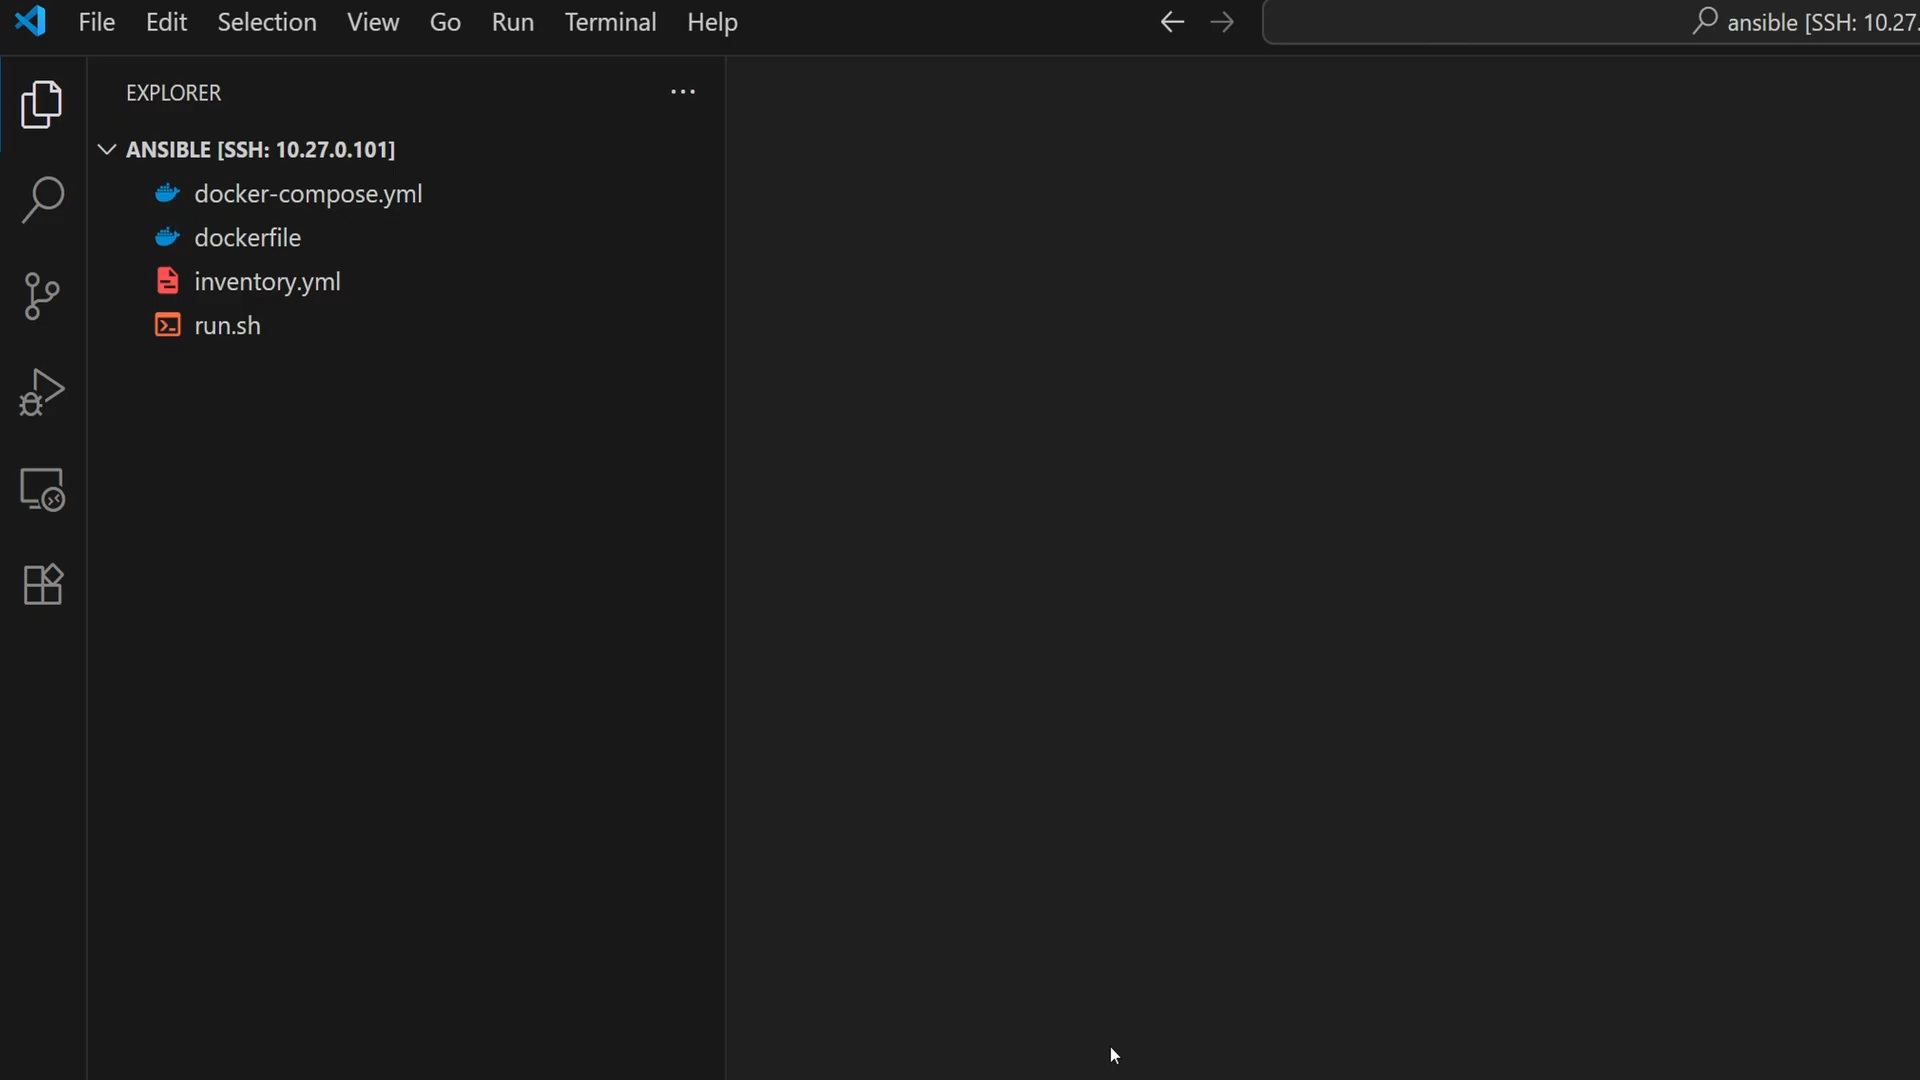 File Edit Selection View Go Run Terminal Help
ansible [SSH: 10.27.
EXPLORER
ANSIBLE [SSH: 10.27.0.101]
docker-compose.yml
dockerfile
inventory.yml
run.sh